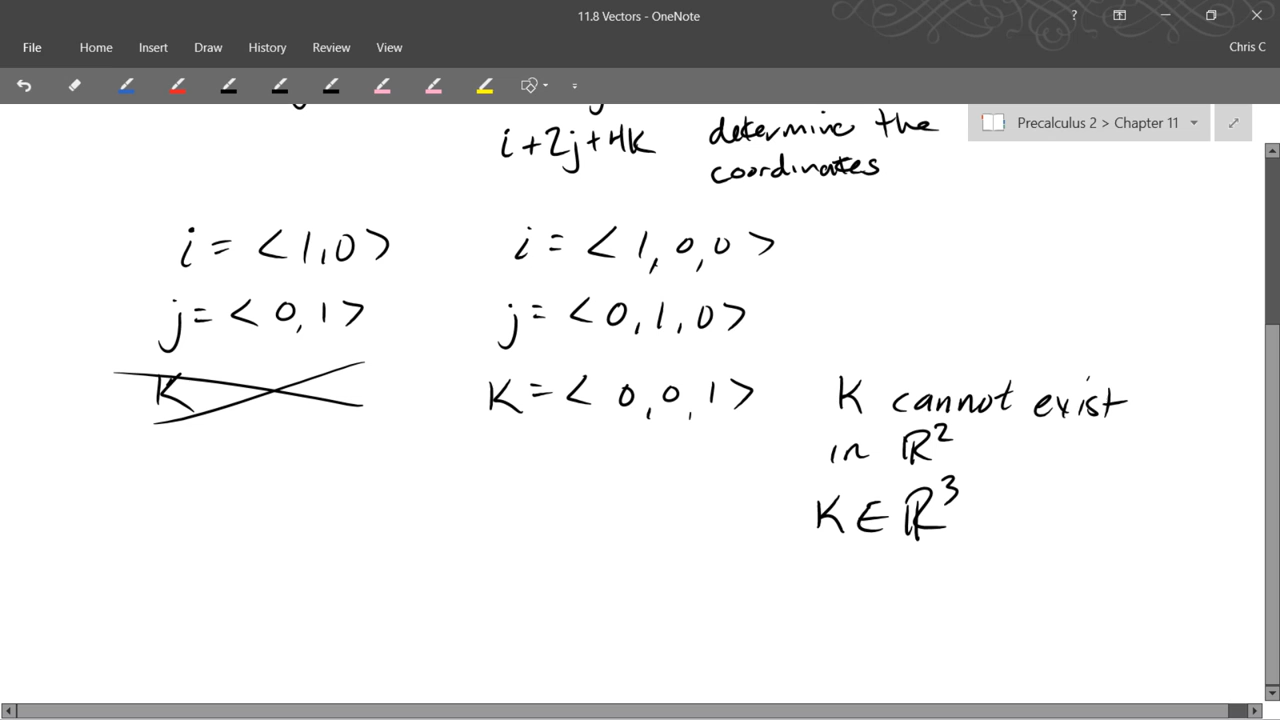 11.8 Vectors - OneNote
?
File Home Insert Draw History Review View
Chris C
Precalculus 2 > Chapter 11
i+2j+4K determine the
coordinates
i = <1,0> i = <1,0,0>
j = <0,1> j = <0,1,0>
K K = <0,0,1> K cannot exist
in ℝ²
K ∈ ℝ³